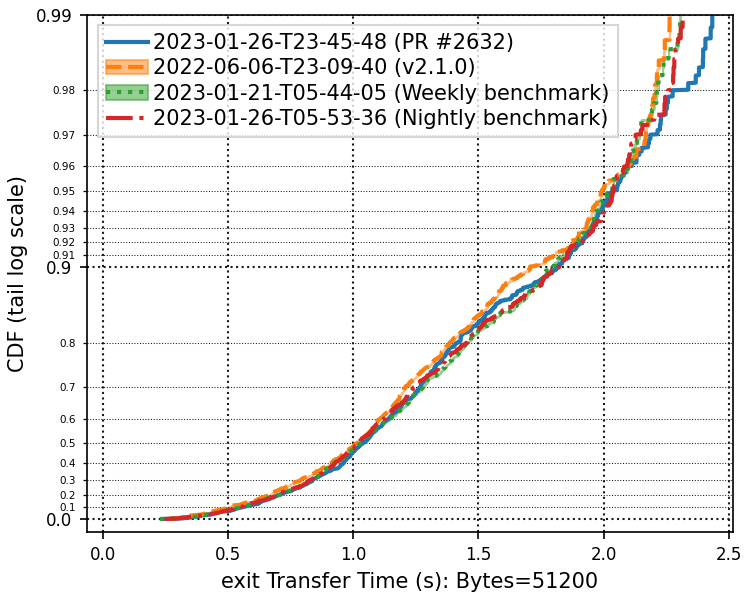 0.99
2023-01-26-T23-45-48 (PR #2632)
2022-06-06-T23-09-40 (v2.1.0)
2023-01-21-T05-44-05 (Weekly benchmark)
2023-01-26-T05-53-36 (Nightly benchmark)
0.98
0.97
0.96
0.95
0.94
0.93
0.92
0.91
0.9
0.8
0.7
0.6
0.5
0.4
0.3
0.2
0.1
0.0
CDF (tail log scale)
0.0 0.5 1.0 1.5 2.0 2.5
exit Transfer Time (s): Bytes=51200